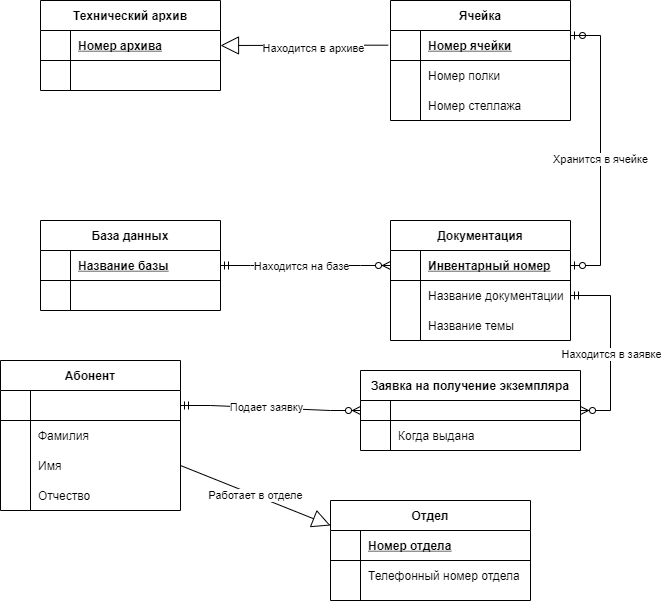 Технический архив
Номер архива
Находится в архиве
Ячейка
Номер ячейки
Номер полки
Номер стеллажа
Хранится в ячейке
База данных
Название базы
Находится на базе
Документация
Инвентарный номер
Название документации
Название темы
Находится в заявке
Абонент
Фамилия
Имя
Отчество
Подает заявку
Заявка на получение экземпляра
Когда выдана
Работает в отделе
Отдел
Номер отдела
Телефонный номер отдела